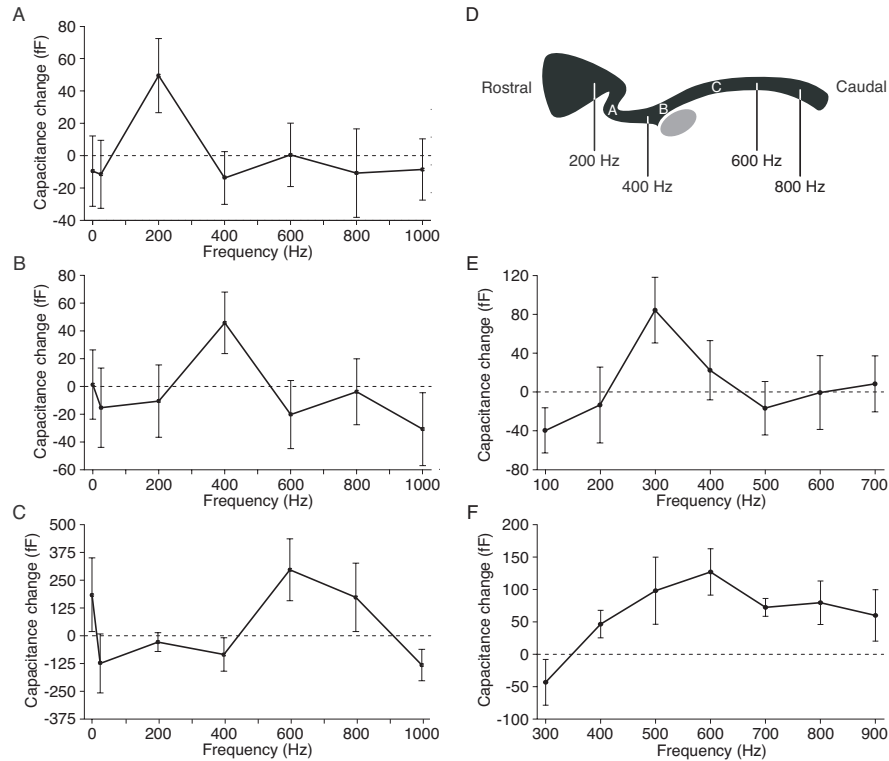 A
80
60
40
20
0
-20
-40
Capacitance change (fF)
0 200 400 600 800 1000
Frequency (Hz)
B
80
60
40
20
0
-20
-40
-60
Capacitance change (fF)
0 200 400 600 800 1000
Frequency (Hz)
C
500
375
250
125
0
-125
-250
-375
Capacitance change (fF)
0 200 400 600 800 1000
Frequency (Hz)
D
Rostral
A
B
C
Caudal
200 Hz
400 Hz
600 Hz
800 Hz
E
120
80
40
0
-40
-80
Capacitance change (fF)
100 200 300 400 500 600 700
Frequency (Hz)
F
200
150
100
50
0
-50
-100
Capacitance change (fF)
300 400 500 600 700 800 900
Frequency (Hz)